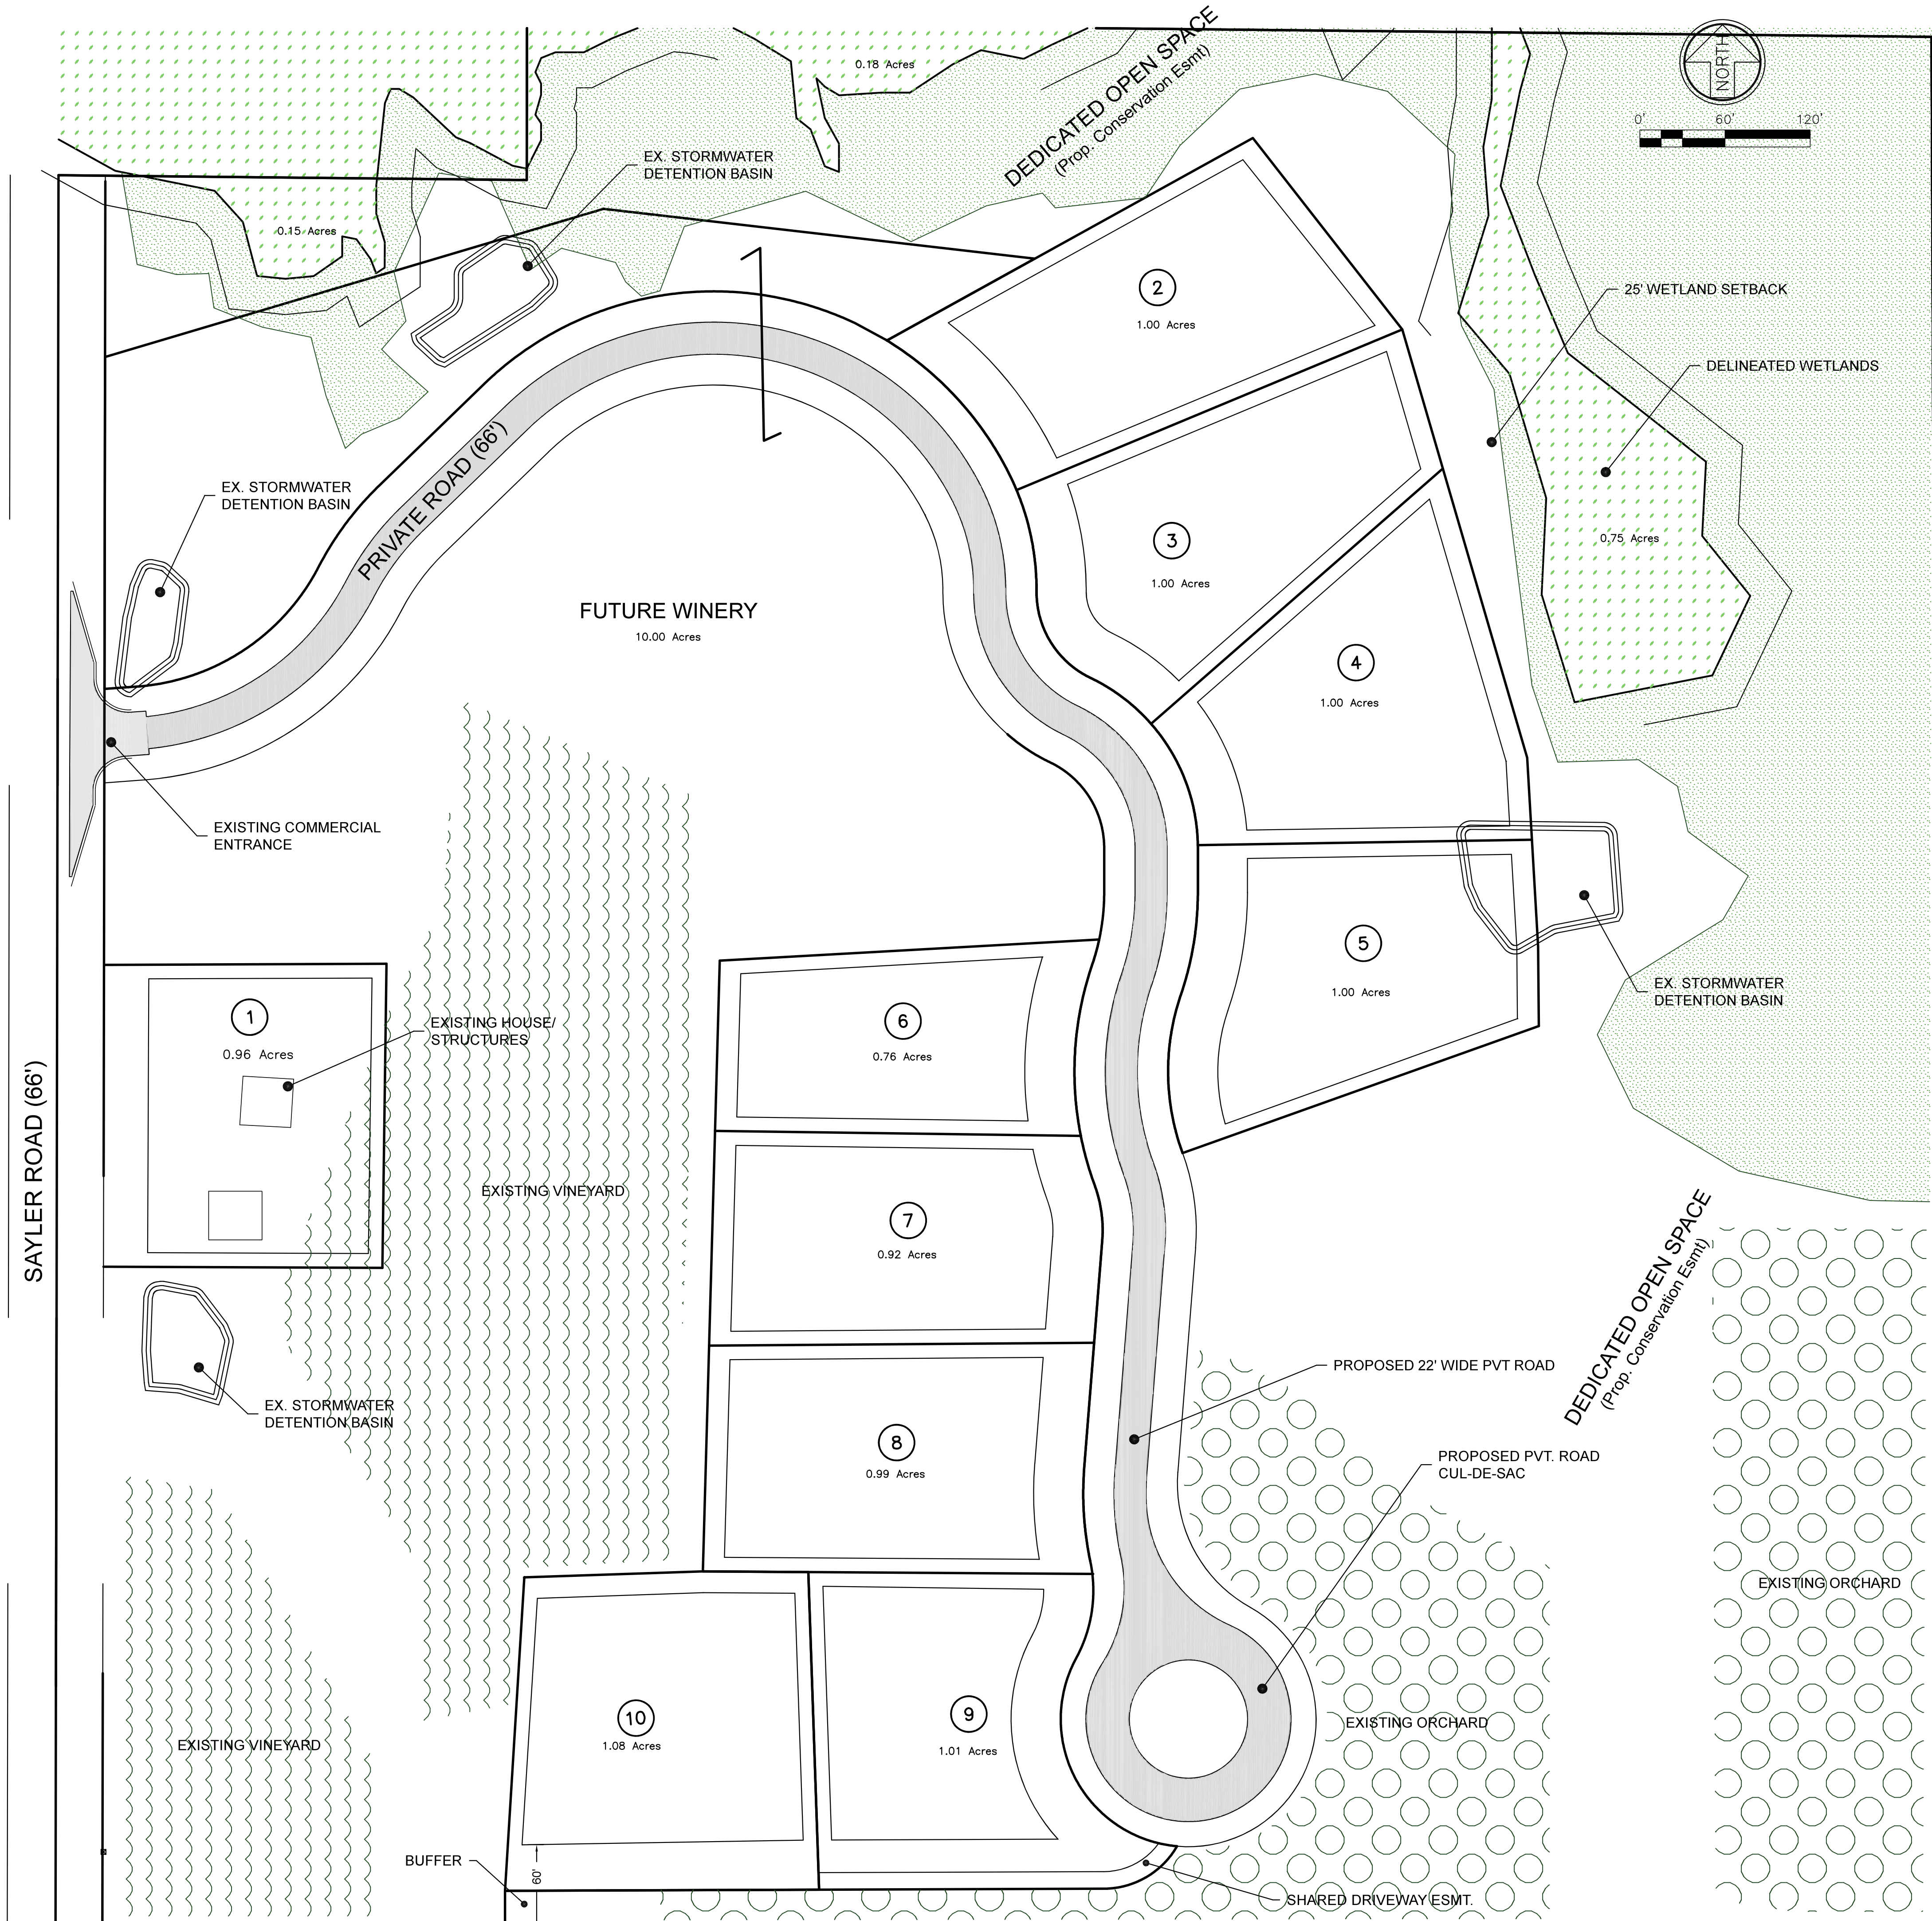 DEDICATED OPEN SPACE
(Prop. Conservation Esmt)
NORTH
0'
60'
120'
0.18 Acres
EX. STORMWATER
DETENTION BASIN
0.15 Acres
2
1.00 Acres
25' WETLAND SETBACK
DELINEATED WETLANDS
EX. STORMWATER
DETENTION BASIN
PRIVATE ROAD (66')
3
1.00 Acres
0.75 Acres
FUTURE WINERY
10.00 Acres
4
1.00 Acres
EXISTING COMMERCIAL
ENTRANCE
5
1.00 Acres
EX. STORMWATER
DETENTION BASIN
1
0.96 Acres
EXISTING HOUSE/
STRUCTURES
6
0.76 Acres
SAYLER ROAD (66')
EXISTING VINEYARD
7
0.92 Acres
DEDICATED OPEN SPACE
(Prop. Conservation Esmt)
PROPOSED 22' WIDE PVT ROAD
EX. STORMWATER
DETENTION BASIN
8
0.99 Acres
PROPOSED PVT. ROAD
CUL-DE-SAC
EXISTING ORCHARD
10
1.08 Acres
9
1.01 Acres
EXISTING ORCHARD
EXISTING VINEYARD
BUFFER
60'
SHARED DRIVEWAY ESMT.